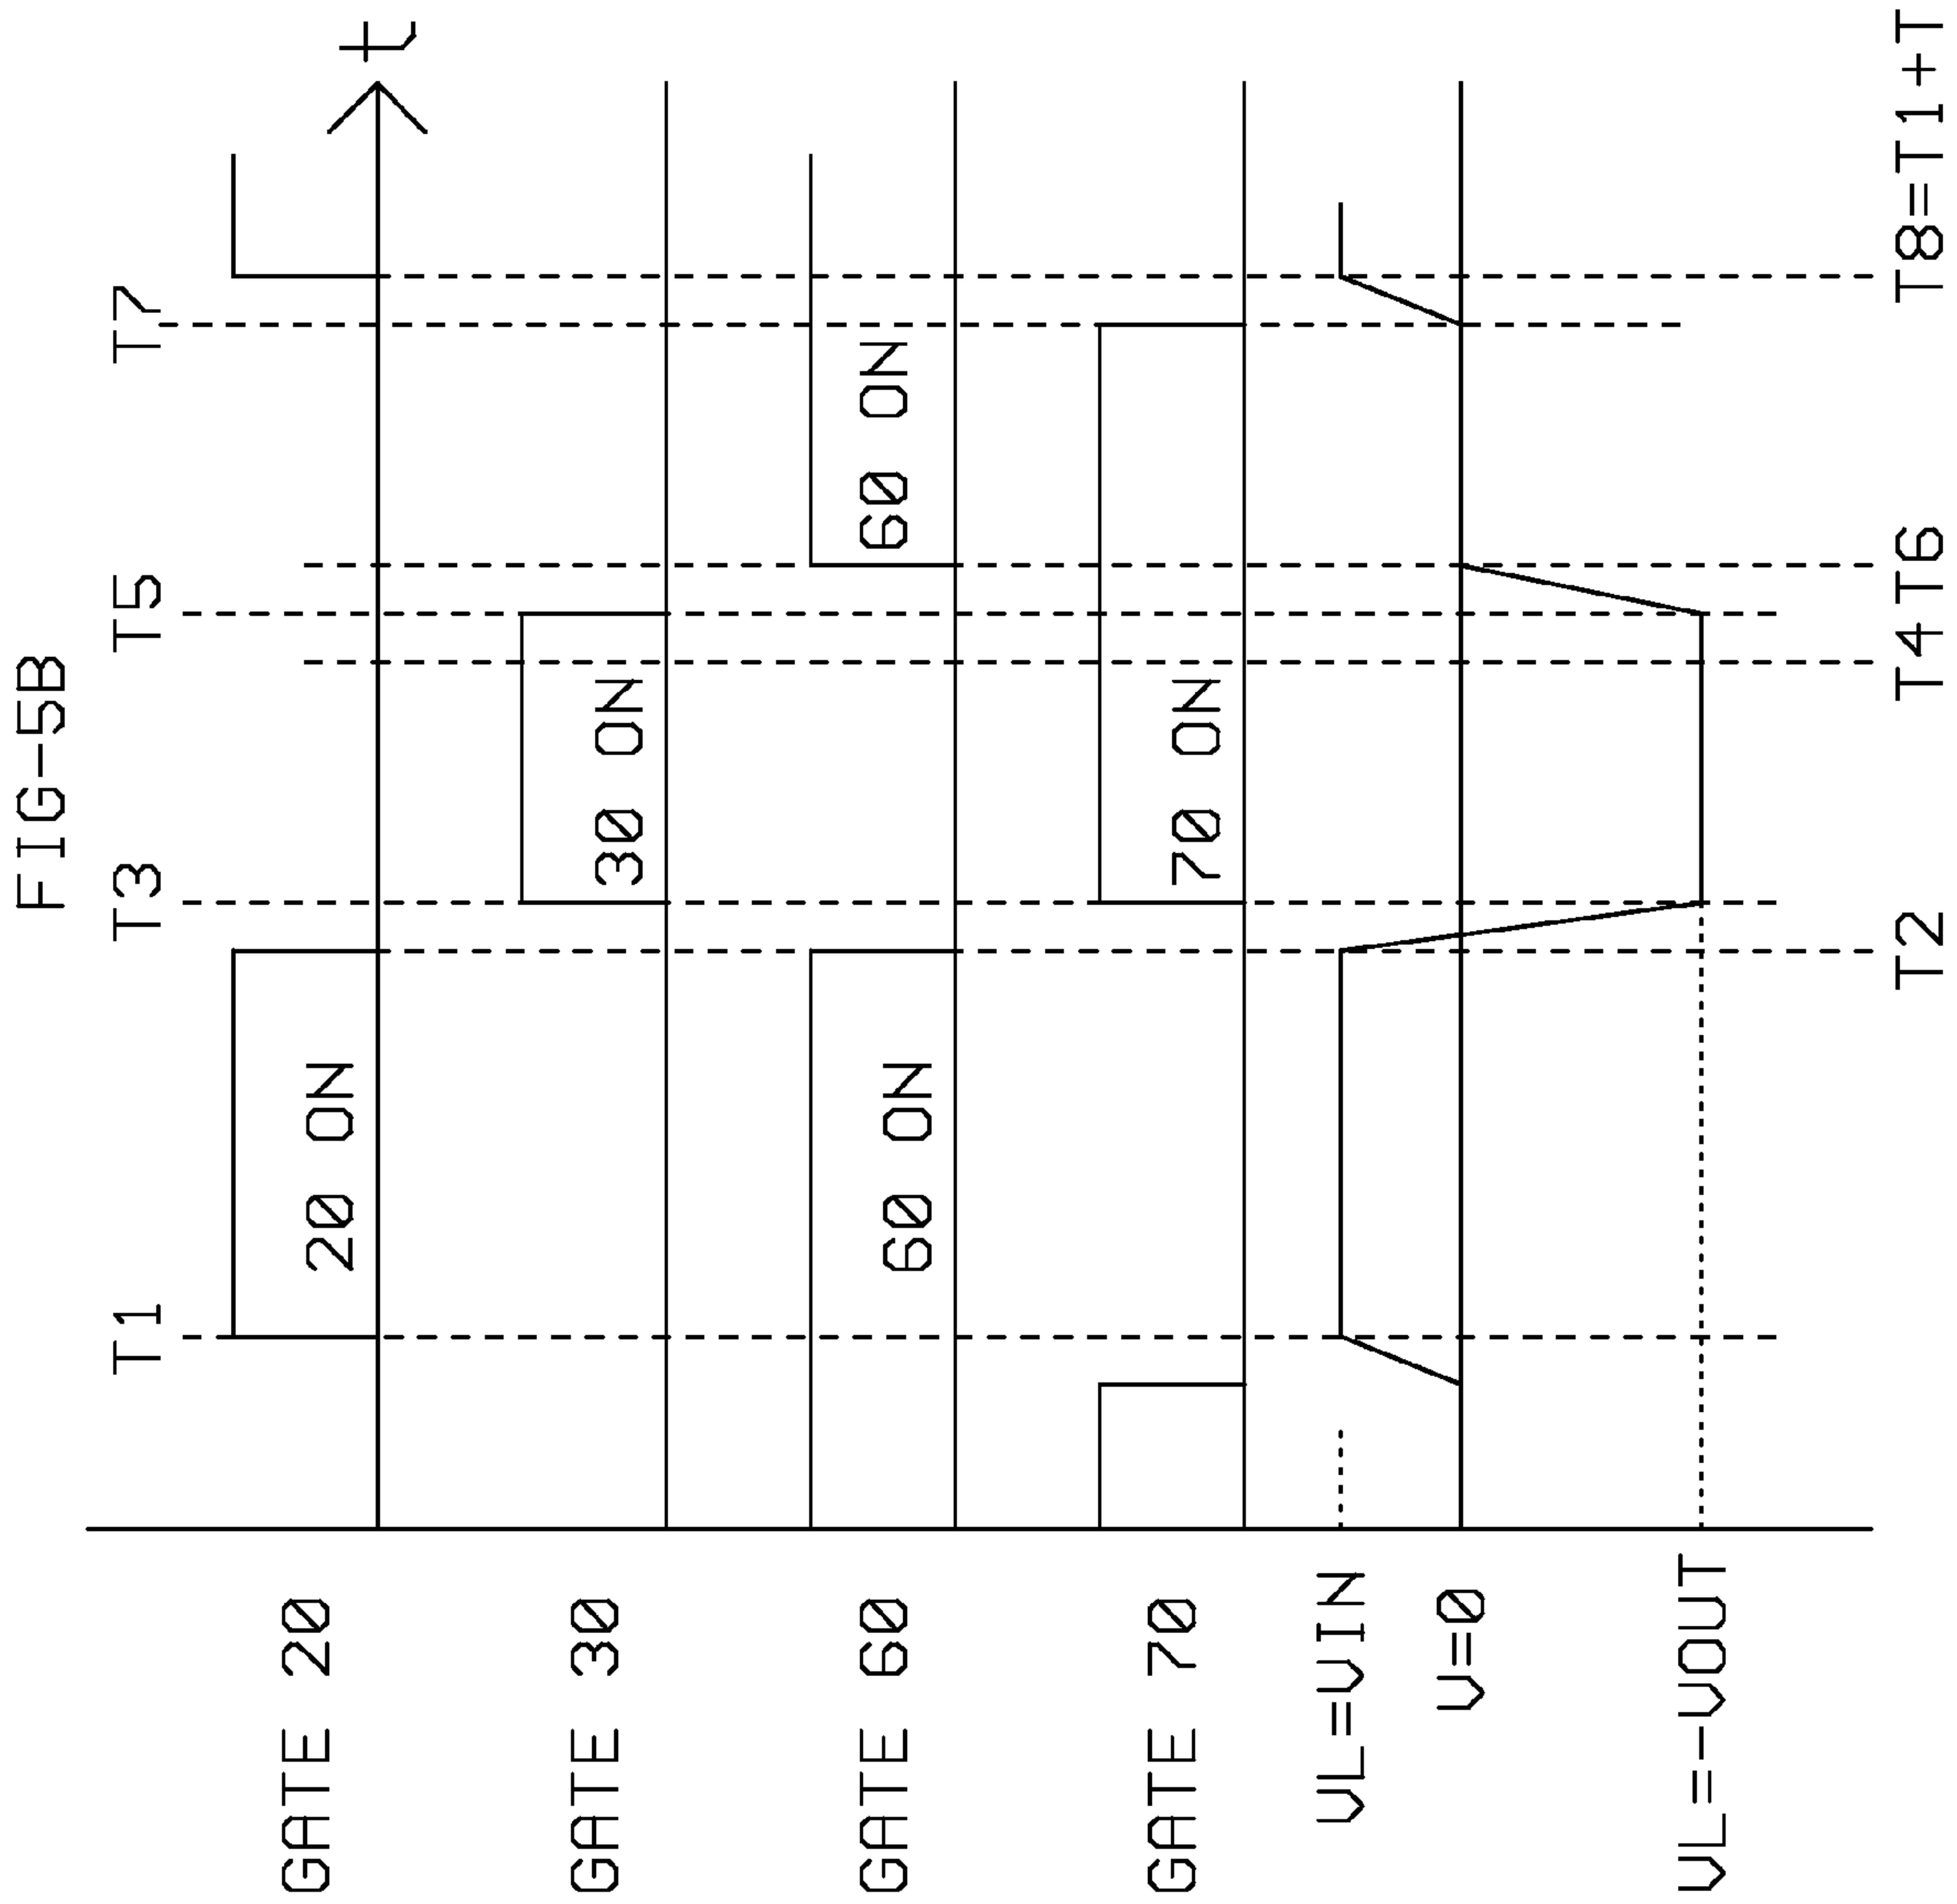 FIG-5B
T1 T3 T5 T7
GATE 20
20 ON
t
GATE 30
30 ON
GATE 60
60 ON
60 ON
GATE 70
70 ON
VL=VIN
V=0
VL=-VOUT
T2 T4 T6 T8=T1+T